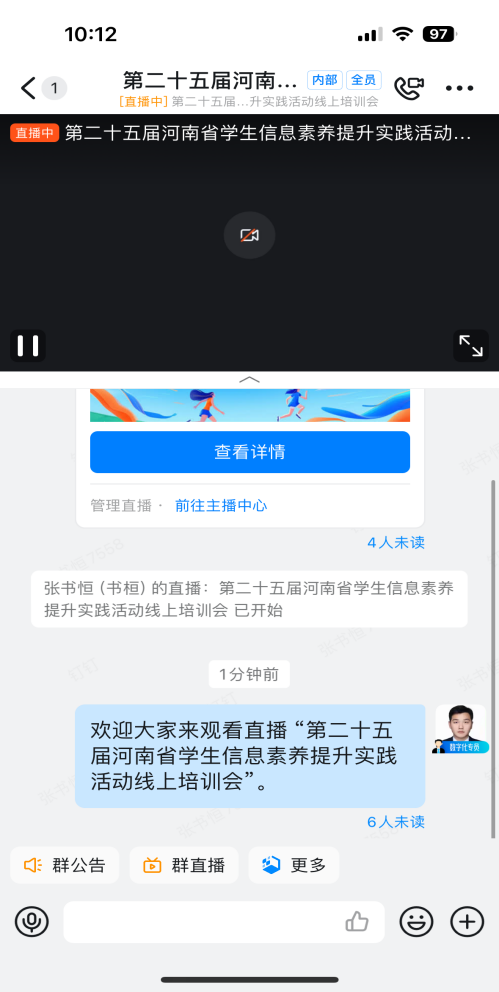 10:12
97
1
第二十五届河南...
内部
全员
[直播中] 第二十五届...升实践活动线上培训会
直播中
第二十五届河南省学生信息素养提升实践活动...
查看详情
管理直播 · 前往主播中心
4人未读
张书恒 (书桓) 的直播：第二十五届河南省学生信息素养
提升实践活动线上培训会 已开始
1分钟前
欢迎大家来观看直播 “第二十五
届河南省学生信息素养提升实践
活动线上培训会”。
数字化专员
6人未读
群公告
群直播
更多